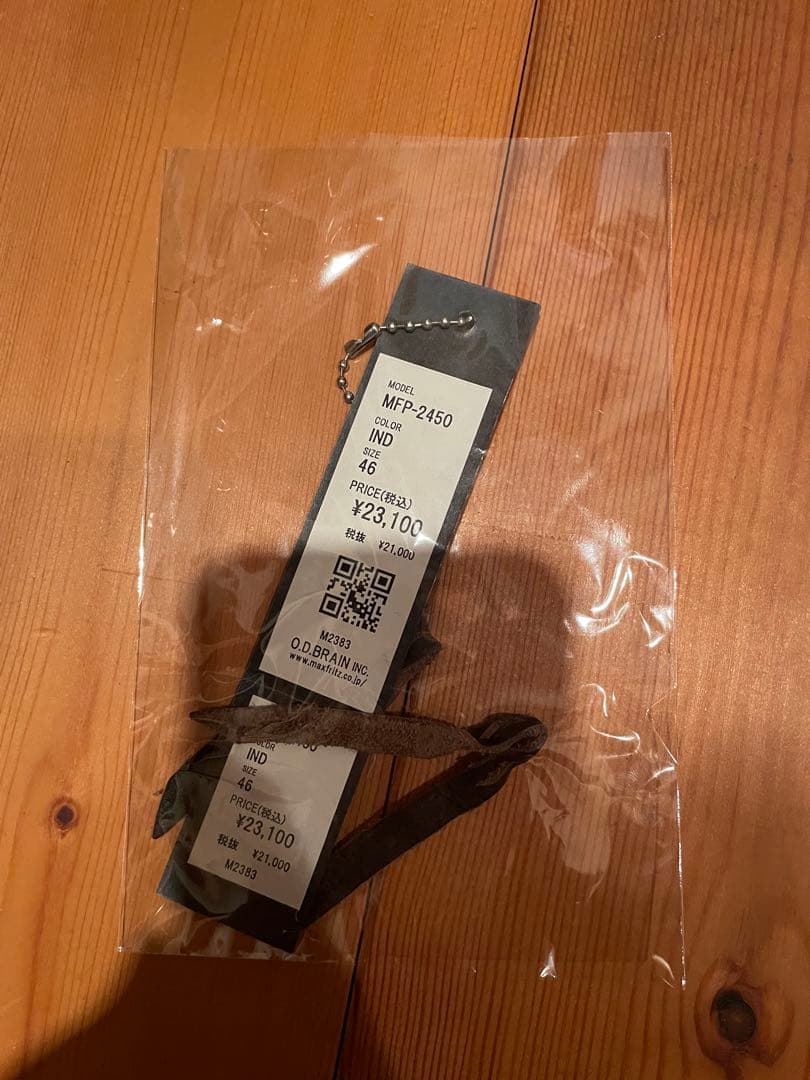 MODEL
MFP-2450
COLOR
IND
SIZE
46
PRICE(税込)
¥23,100
税抜 ¥21,000
M2383
O.D.BRAIN INC.
www.maxfritz.co.jp/
COLOR
IND
SIZE
46
PRICE(税込)
¥23,100
税抜 ¥21,000
M2383